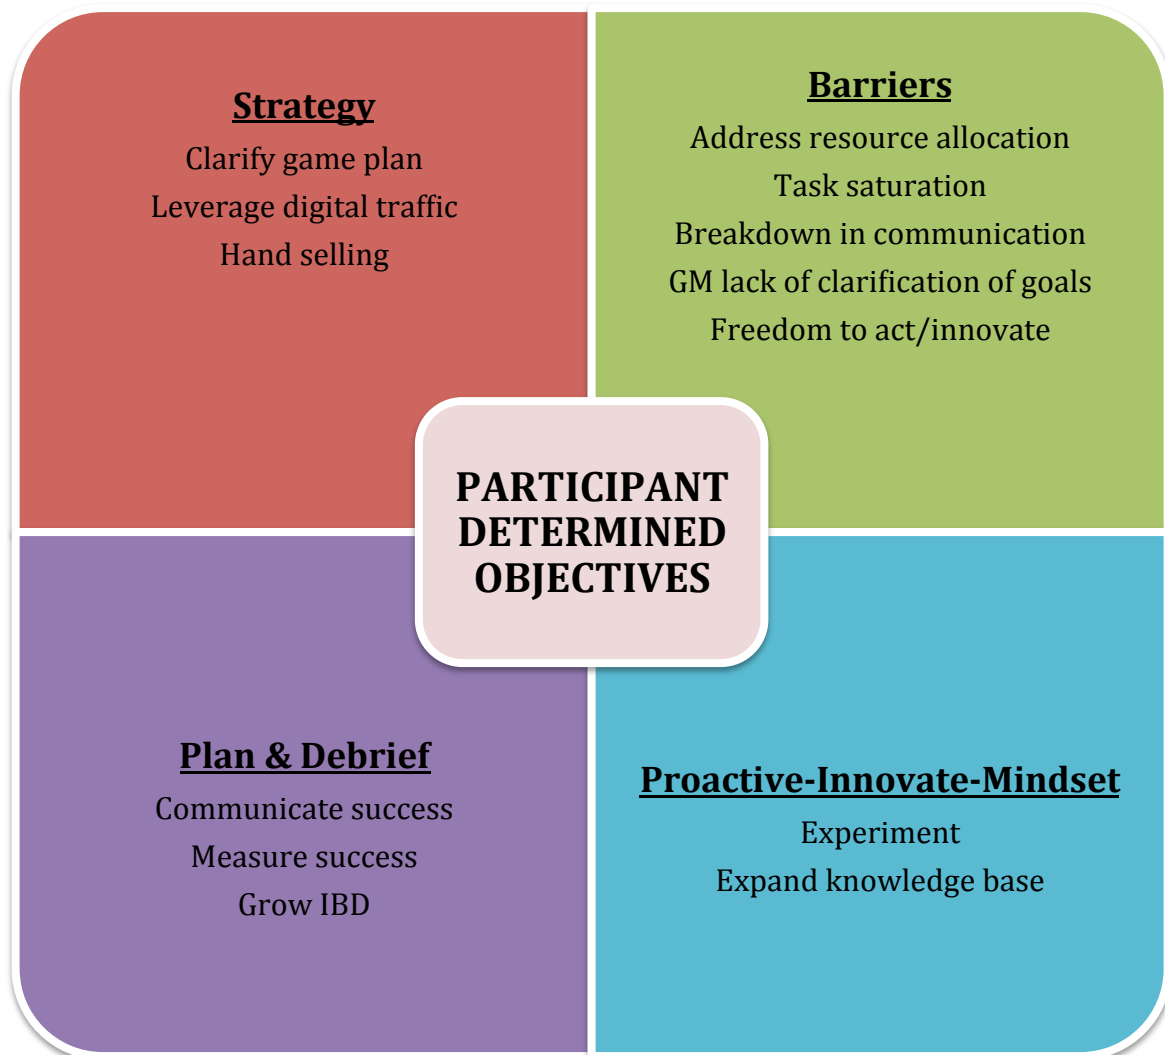 Strategy
Clarify game plan
Leverage digital traffic
Hand selling
Barriers
Address resource allocation
Task saturation
Breakdown in communication
GM lack of clarification of goals
Freedom to act/innovate
PARTICIPANT
DETERMINED
OBJECTIVES
Plan & Debrief
Communicate success
Measure success
Grow IBD
Proactive-Innovate-Mindset
Experiment
Expand knowledge base